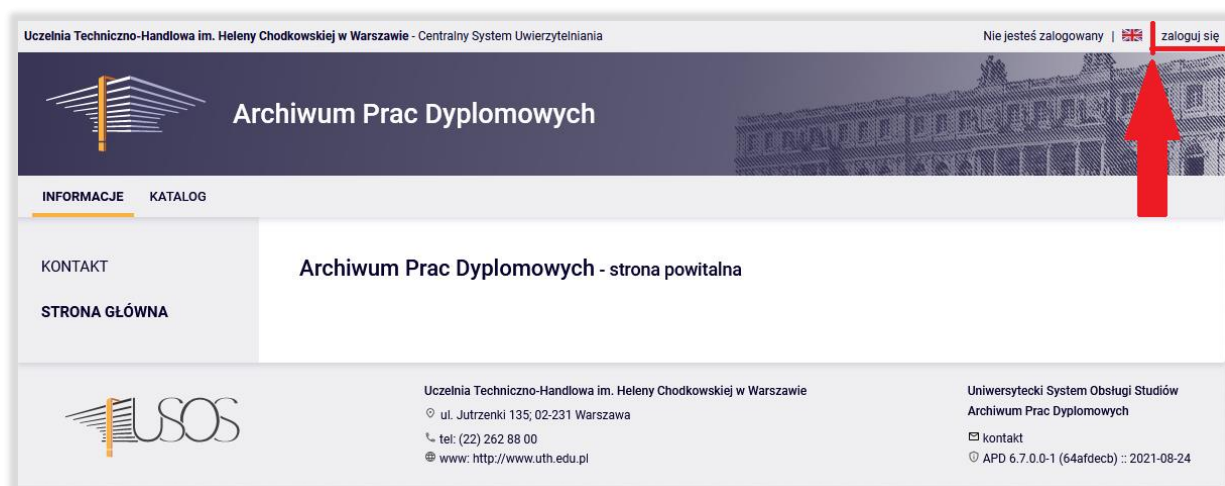 Uczelnia Techniczno-Handlowa im. Heleny Chodkowskiej w Warszawie - Centralny System Uwierzytelniania
Nie jesteś zalogowany | zaloguj się
Archiwum Prac Dyplomowych
INFORMACJE KATALOG
KONTAKT
STRONA GŁÓWNA
Archiwum Prac Dyplomowych - strona powitalna
USOS
Uczelnia Techniczno-Handlowa im. Heleny Chodkowskiej w Warszawie
ul. Jutrzenki 135; 02-231 Warszawa
tel: (22) 262 88 00
www: http://www.uth.edu.pl
Uniwersytecki System Obsługi Studiów
Archiwum Prac Dyplomowych
kontakt
APD 6.7.0.0-1 (64afdecb) :: 2021-08-24